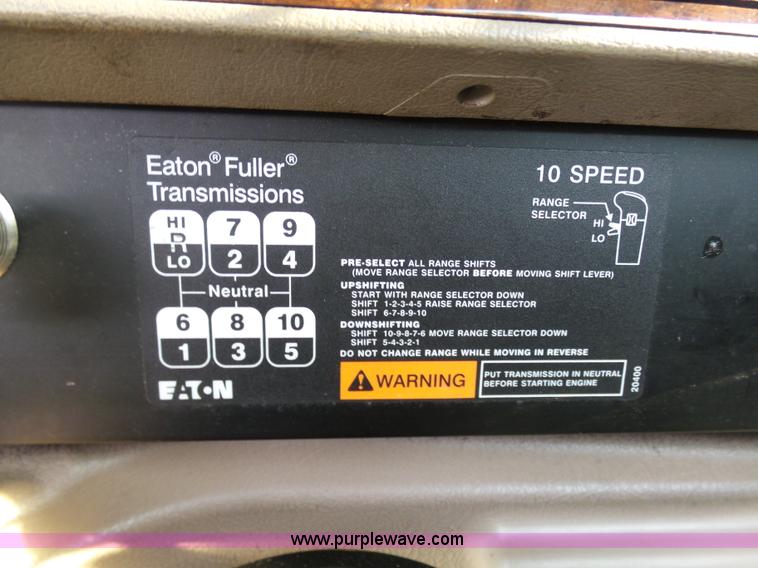 Eaton® Fuller®
Transmissions
10 SPEED
RANGE
SELECTOR
HI
LO
HI 7 9
R
LO 2 4
Neutral
6 8 10
1 3 5
PRE-SELECT ALL RANGE SHIFTS
(MOVE RANGE SELECTOR BEFORE MOVING SHIFT LEVER)
UPSHIFTING
START WITH RANGE SELECTOR DOWN
SHIFT 1-2-3-4-5 RAISE RANGE SELECTOR
SHIFT 6-7-8-9-10
DOWNSHIFTING
SHIFT 10-9-8-7-6 MOVE RANGE SELECTOR DOWN
SHIFT 5-4-3-2-1
DO NOT CHANGE RANGE WHILE MOVING IN REVERSE
EATON
WARNING
PUT TRANSMISSION IN NEUTRAL
BEFORE STARTING ENGINE
20400
www.purplewave.com